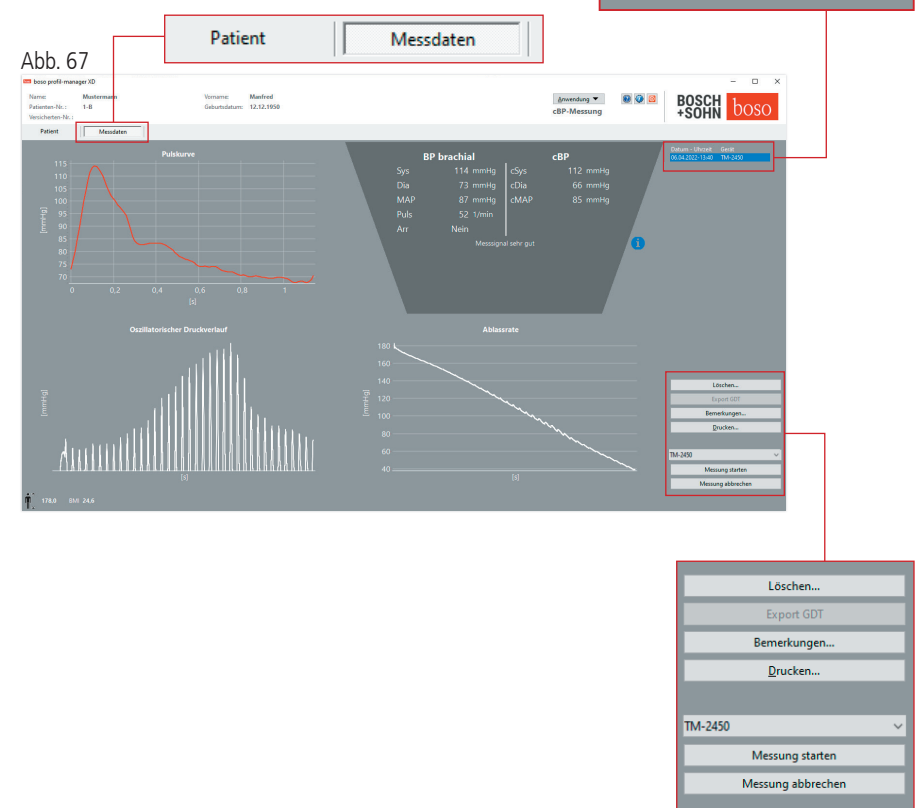 Patient Messdaten
Abb. 67
boso boso profil-manager XD
Name: Mustermann Vorname: Manfred
Patienten-Nr.: 1-B Geburtsdatum: 12.12.1950
Versicherten-Nr.:
Anwendung ▼
cBP-Messung
BOSCH
+SOHN boso
Patient Messdaten
Pulskurve
[mmHg]
115
110
105
100
95
90
85
80
75
70
0 0,2 0,4 0,6 0,8 1
[s]
BP brachial cBP
Sys 114 mmHg cSys 112 mmHg
Dia 73 mmHg cDia 66 mmHg
MAP 87 mmHg cMAP 85 mmHg
Puls 52 1/min
Arr Nein
Messsignal sehr gut
i
Datum - Uhrzeit Gerät
06.04.2022-13:40 TM-2450
Oszillatorischer Druckverlauf
[mmHg]
[s]
Ablassrate
[mmHg]
180
160
140
120
100
80
60
40
[s]
Löschen...
Export GDT
Bemerkungen...
Drucken...
TM-2450
Messung starten
Messung abbrechen
178.0 BMI 24,6
Löschen...
Export GDT
Bemerkungen...
Drucken...
TM-2450
Messung starten
Messung abbrechen